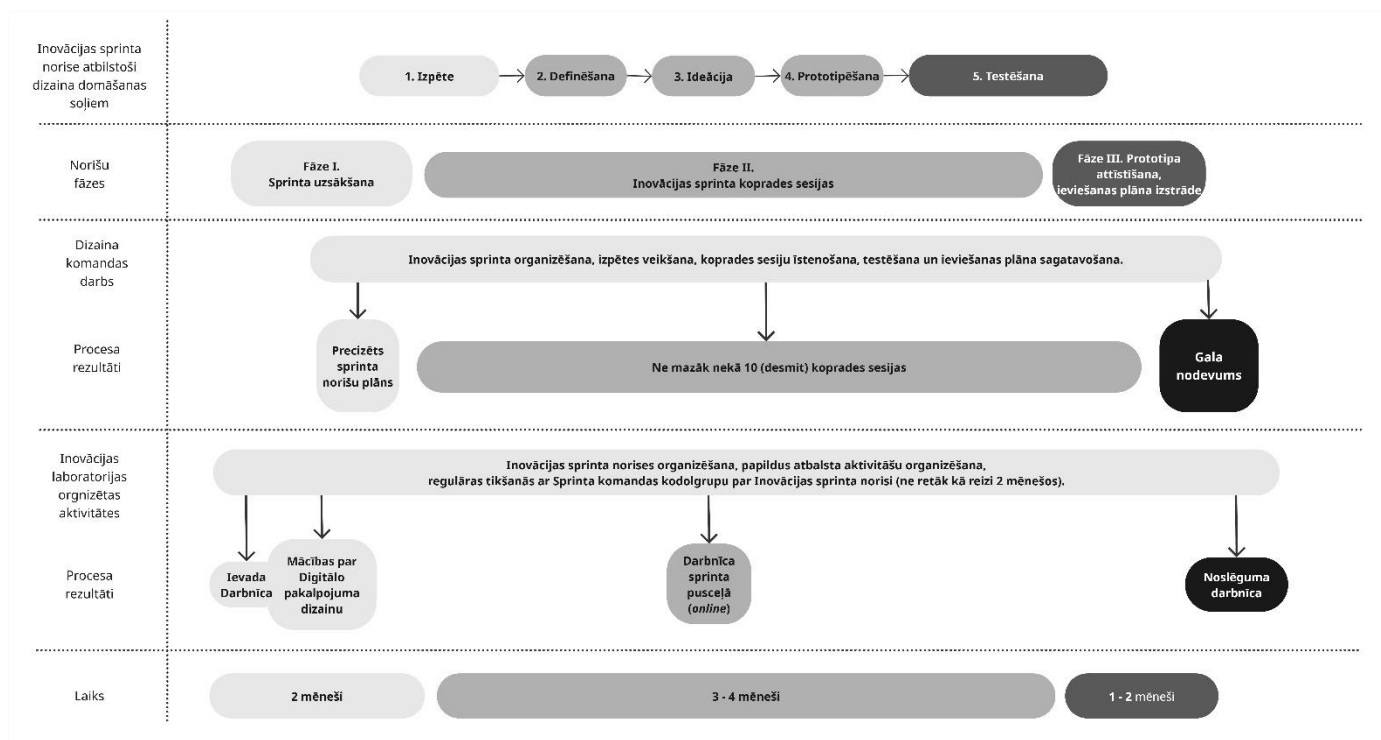 Inovācijas sprinta
norise atbilstoši
dizaina domāšanas
soļiem
1. Izpēte
2. Definēšana
3. Ideācija
4. Prototipēšana
5. Testēšana
Norišu
fāzes
Fāze I.
Sprinta uzsākšana
Fāze II.
Inovācijas sprinta koprades sesijas
Fāze III. Prototipa
attīstīšana,
ieviešanas plāna izstrāde
Dizaina
komandas
darbs
Inovācijas sprinta organizēšana, izpētes veikšana, koprades sesiju īstenošana, testēšana un ieviešanas plāna sagatavošana.
Procesa
rezultāti
Precizēts
sprinta
norišu plāns
Ne mazāk nekā 10 (desmit) koprades sesijas
Gala
nodevums
Inovācijas
laboratorijas
orgnizētas
aktivitātes
Inovācijas sprinta norises organizēšana, papildus atbalsta aktivitāšu organizēšana,
regulāras tikšanās ar Sprinta komandas kodolgrupu par Inovācijas sprinta norisi (ne retāk kā reizi 2 mēnešos).
Procesa
rezultāti
Ievada
Darbnīca
Mācības par
Digitālo
pakalpojuma
dizainu
Darbnīca
sprinta
pusceļā
(online)
Noslēguma
darbnīca
Laiks
2 mēneši
3 - 4 mēneši
1 - 2 mēneši